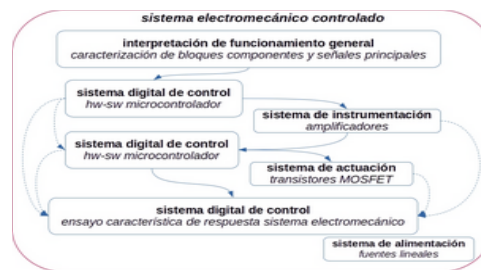 sistema electromecánico controlado
interpretación de funcionamiento general
caracterización de bloques componentes y señales principales
sistema digital de control
hw-sw microcontrolador
sistema de instrumentación
amplificadores
sistema digital de control
hw-sw microcontrolador
sistema de actuación
transistores MOSFET
sistema digital de control
ensayo característica de respuesta sistema electromecánico
sistema de alimentación
fuentes lineales